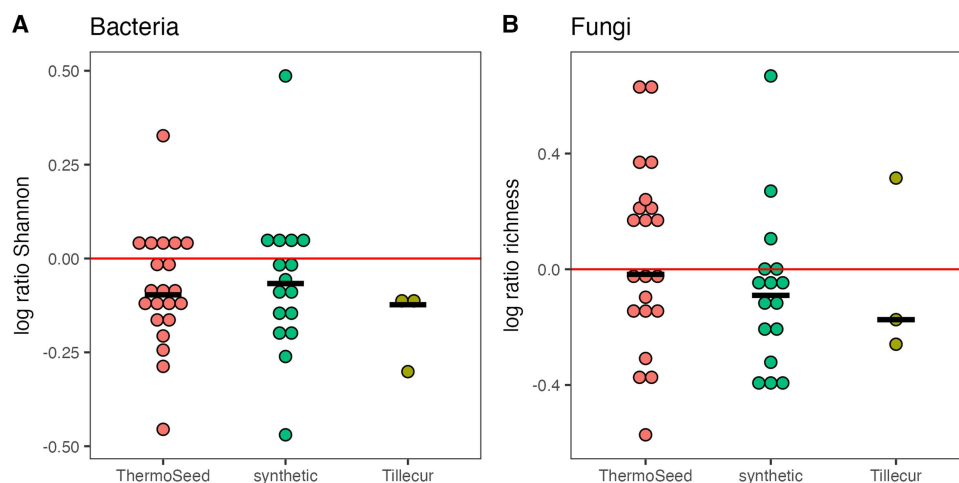 A Bacteria
log ratio Shannon
0.50
0.25
0.00
-0.25
-0.50
ThermoSeed synthetic Tillecur
B Fungi
log ratio richness
0.4
0.0
-0.4
ThermoSeed synthetic Tillecur